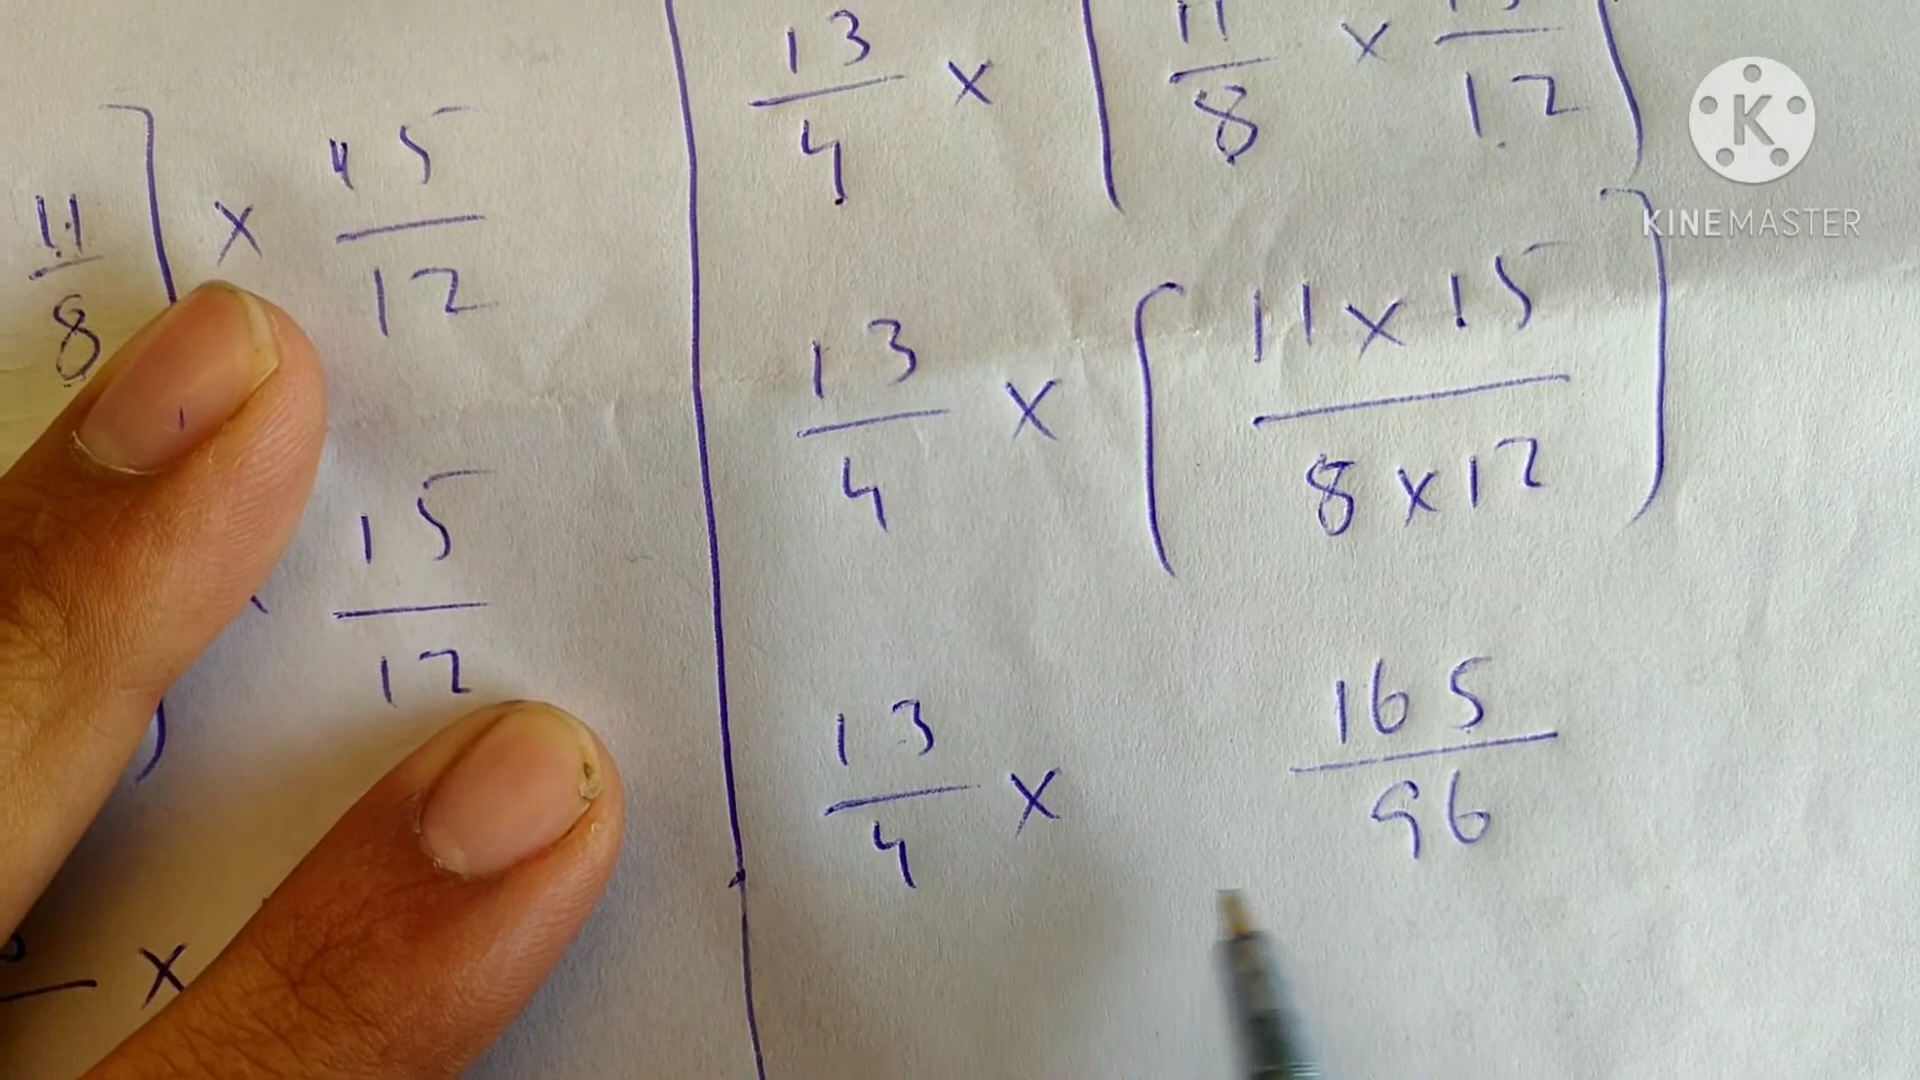 11/8 ] × 15/12
15/12
×
13/4 × [ 11/8 × 15/12 ]
13/4 × [ 11 × 15 / 8 × 12 ]
13/4 × 165/96
K
KINEMASTER